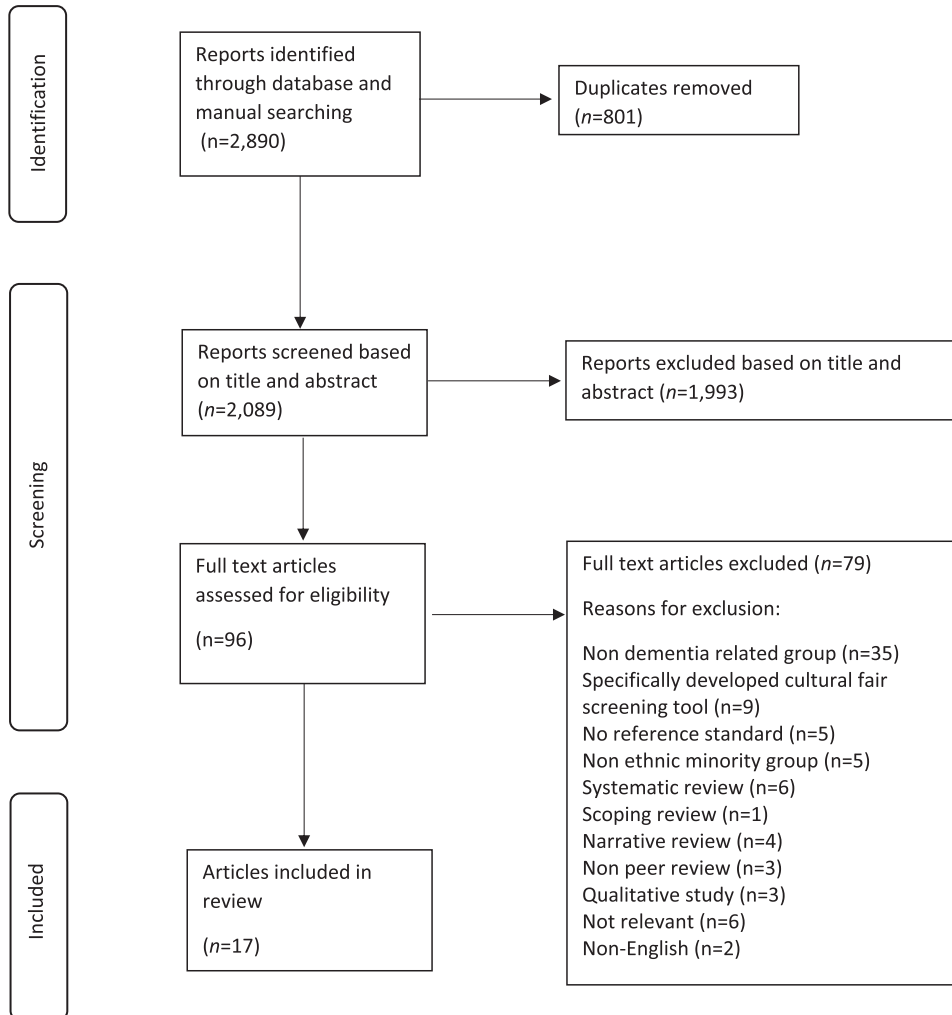 Identification
Reports identified
through database and
manual searching
(n=2,890)
Duplicates removed
(n=801)
Screening
Reports screened based
on title and abstract
(n=2,089)
Reports excluded based on title and
abstract (n=1,993)
Full text articles
assessed for eligibility
(n=96)
Full text articles excluded (n=79)
Reasons for exclusion:
Non dementia related group (n=35)
Specifically developed cultural fair
screening tool (n=9)
No reference standard (n=5)
Non ethnic minority group (n=5)
Systematic review (n=6)
Scoping review (n=1)
Narrative review (n=4)
Non peer review (n=3)
Qualitative study (n=3)
Not relevant (n=6)
Non-English (n=2)
Included
Articles included in
review
(n=17)